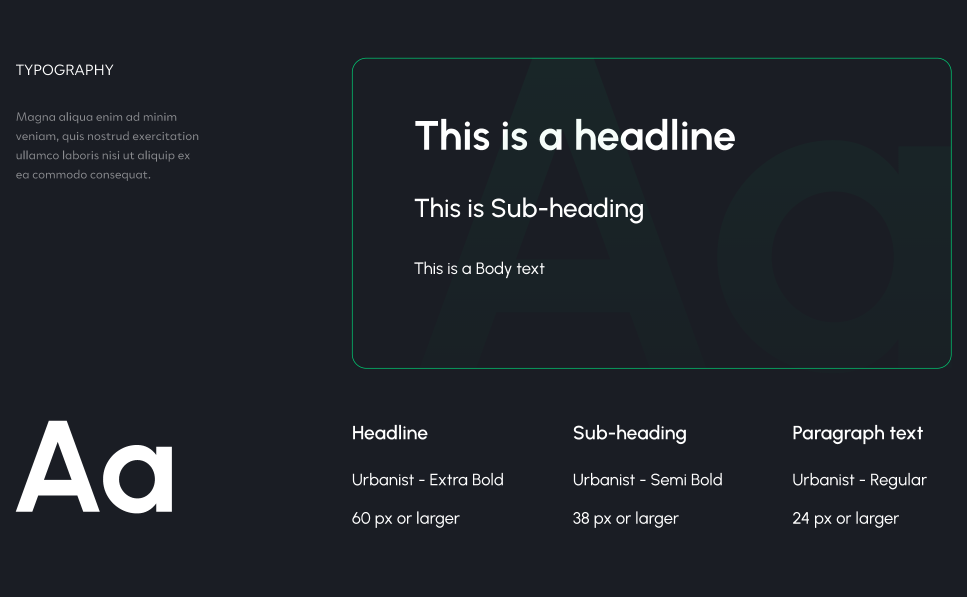 TYPOGRAPHY
Magna aliqua enim ad minim
veniam, quis nostrud exercitation
ullamco laboris nisi ut aliquip ex
ea commodo consequat.
Aa
This is a headline
This is Sub-heading
This is a Body text
Aa
Headline
Urbanist - Extra Bold
60 px or larger
Sub-heading
Urbanist - Semi Bold
38 px or larger
Paragraph text
Urbanist - Regular
24 px or larger